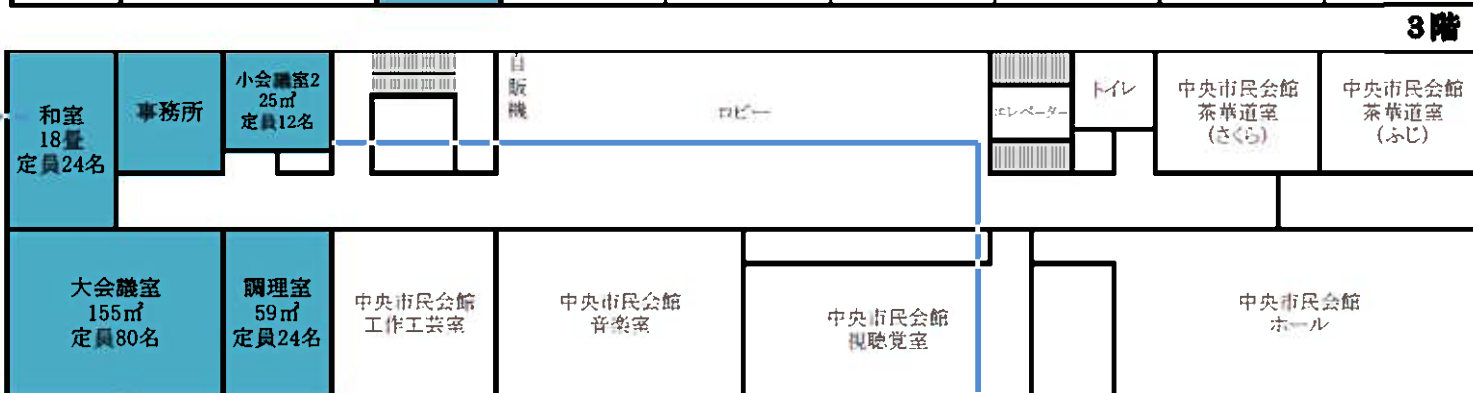 3階
和室
18畳
定員24名
事務所
小会議室2
25㎡
定員12名
自
販
機
ロビー
エレベーター
トイレ
中央市民会館
茶華道室
(さくら)
中央市民会館
茶華道室
(ふじ)
大会議室
155㎡
定員80名
調理室
59㎡
定員24名
中央市民会館
工作工芸室
中央市民会館
音楽室
中央市民会館
視聴覚室
中央市民会館
ホール